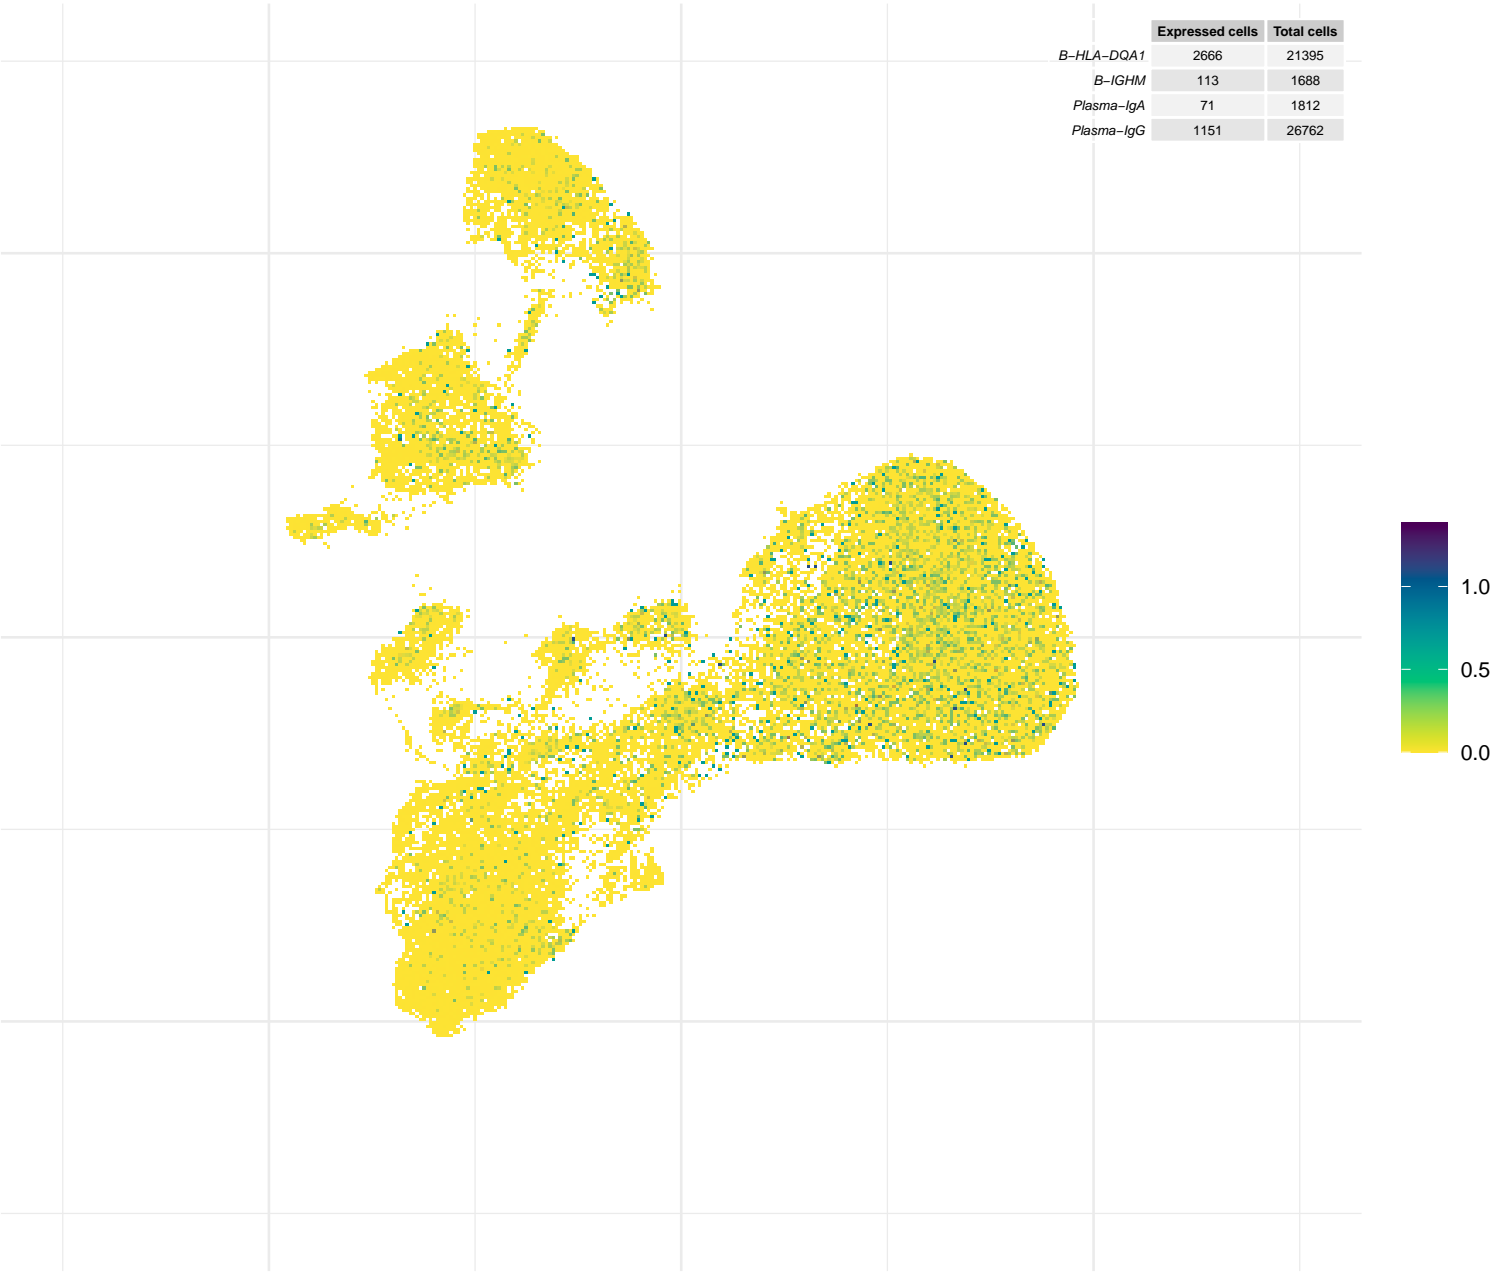 Expressed cells Total cells
B−HLA−DQA1 2666 21395
B−IGHM 113 1688
Plasma−IgA 71 1812
Plasma−IgG 1151 26762
1.0
0.5
0.0